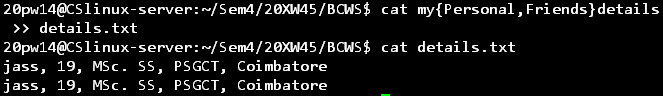 20pw14@CSlinux-server:~/Sem4/20XW45/BCWS$ cat my{Personal,Friends}details
 >> details.txt
20pw14@CSlinux-server:~/Sem4/20XW45/BCWS$ cat details.txt
jass, 19, MSc. SS, PSGCT, Coimbatore
jass, 19, MSc. SS, PSGCT, Coimbatore